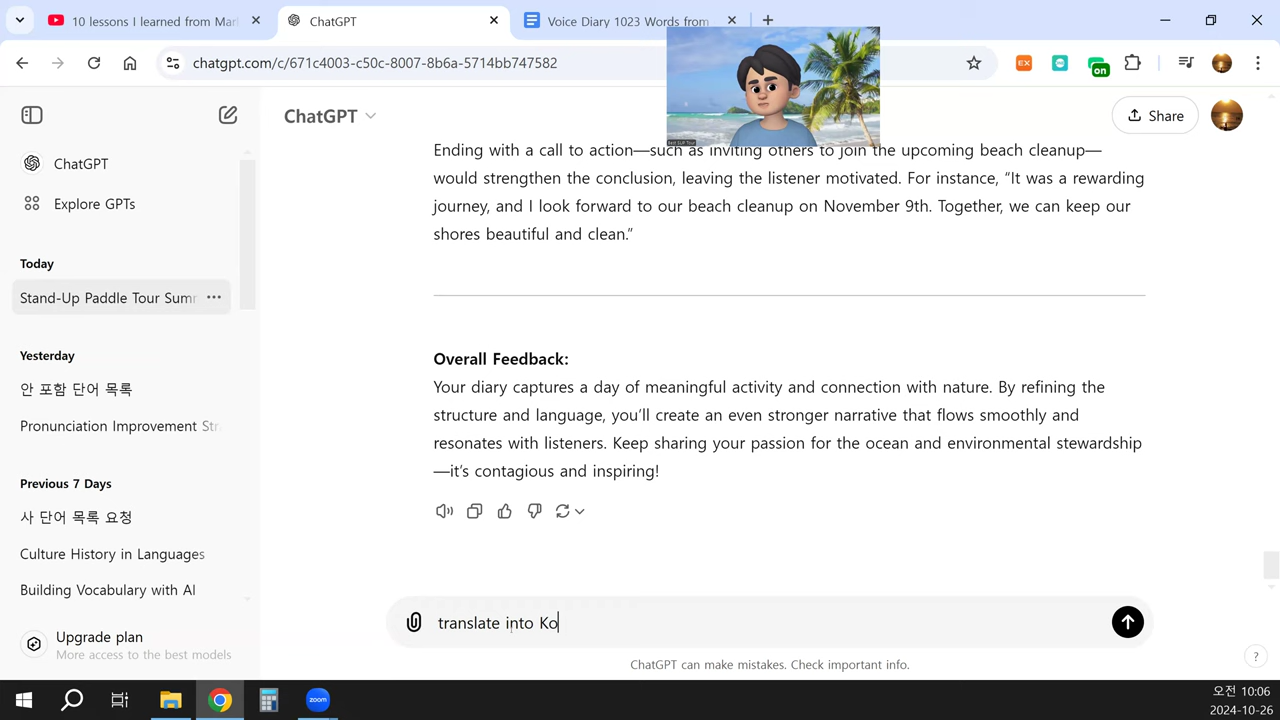 10 lessons I learned from Mar
ChatGPT
Voice Diary 1023 Words from
chatgpt.com/c/671c4003-c50c-8007-8b6a-5714bb747582
EX
on
ChatGPT
Share
ChatGPT
Explore GPTs
Today
Stand-Up Paddle Tour Summ
Yesterday
안 포함 단어 목록
Pronunciation Improvement Str
Previous 7 Days
사 단어 목록 요청
Culture History in Languages
Building Vocabulary with AI
Upgrade plan
More access to the best models
Best SUP Tour
Ending with a call to action—such as inviting others to join the upcoming beach cleanup—
would strengthen the conclusion, leaving the listener motivated. For instance, “It was a rewarding
journey, and I look forward to our beach cleanup on November 9th. Together, we can keep our
shores beautiful and clean.”
Overall Feedback:
Your diary captures a day of meaningful activity and connection with nature. By refining the
structure and language, you’ll create an even stronger narrative that flows smoothly and
resonates with listeners. Keep sharing your passion for the ocean and environmental stewardship
—it’s contagious and inspiring!
translate into Ko
ChatGPT can make mistakes. Check important info.
?
zoom
오전 10:06
2024-10-26